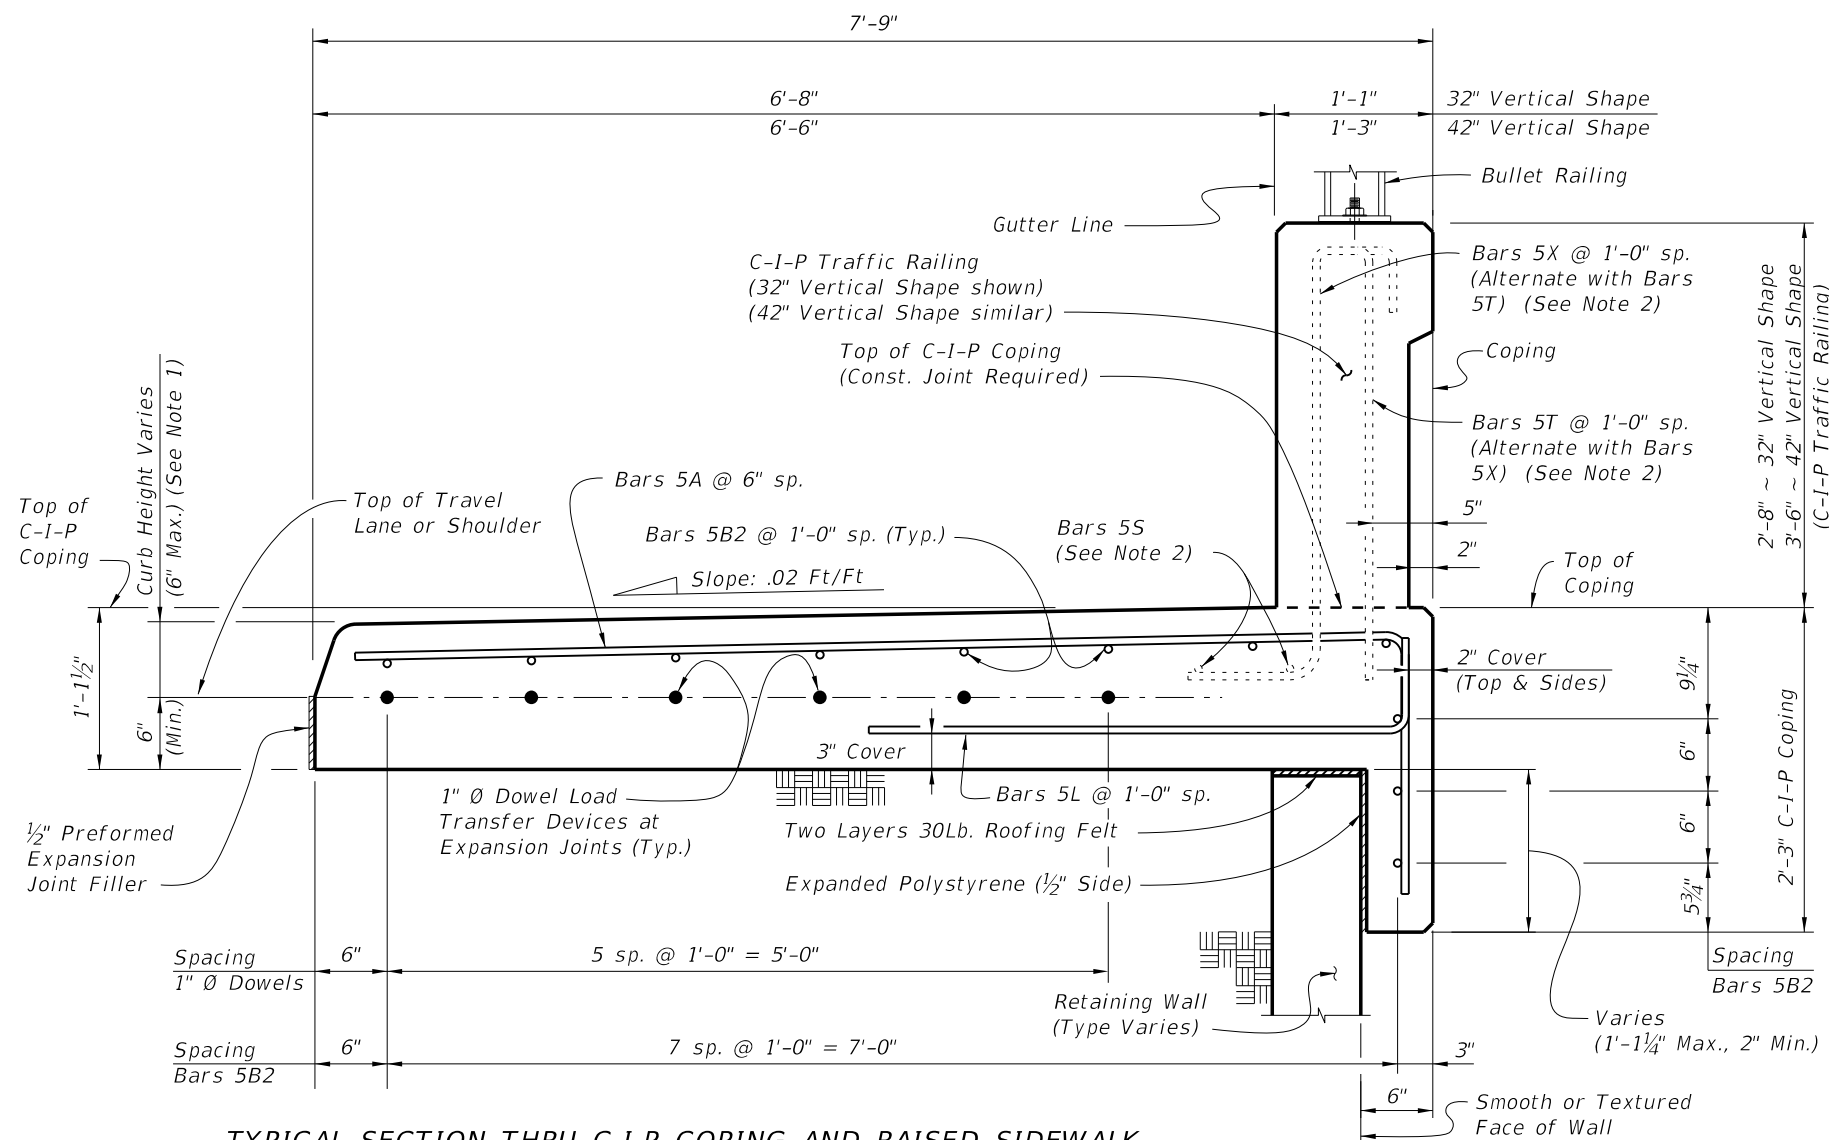 7'-9"
6'-8"
6'-6"
1'-1"
1'-3"
32" Vertical Shape
42" Vertical Shape
Bullet Railing
Gutter Line
C-I-P Traffic Railing
(32" Vertical Shape shown)
(42" Vertical Shape similar)
Top of C-I-P Coping
(Const. Joint Required)
Bars 5X @ 1'-0" sp.
(Alternate with Bars
5T) (See Note 2)
Coping
Bars 5T @ 1'-0" sp.
(Alternate with Bars
5X) (See Note 2)
5"
2"
2'-8" ~ 32" Vertical Shape
3'-6" ~ 42" Vertical Shape
(C-I-P Traffic Railing)
Top of
Coping
Curb Height Varies
(6" Max.) (See Note 1)
Top of
C-I-P
Coping
Top of Travel
Lane or Shoulder
Bars 5A @ 6" sp.
Bars 5B2 @ 1'-0" sp. (Typ.)
Bars 5S
(See Note 2)
Slope: .02 Ft/Ft
1'-1½"
6"
(Min.)
2" Cover
(Top & Sides)
9¼"
6"
6"
5¾"
2'-3" C-I-P Coping
3" Cover
Bars 5L @ 1'-0" sp.
1" Ø Dowel Load
Transfer Devices at
Expansion Joints (Typ.)
Two Layers 30Lb. Roofing Felt
Expanded Polystyrene (½" Side)
½" Preformed
Expansion
Joint Filler
Spacing
1" Ø Dowels
6"
5 sp. @ 1'-0" = 5'-0"
Retaining Wall
(Type Varies)
Spacing
Bars 5B2
Varies
(1'-1¼" Max., 2" Min.)
Spacing
Bars 5B2
6"
7 sp. @ 1'-0" = 7'-0"
3"
6"
Smooth or Textured
Face of Wall
TYPICAL SECTION THRU C-I-P COPING AND RAISED SIDEWALK